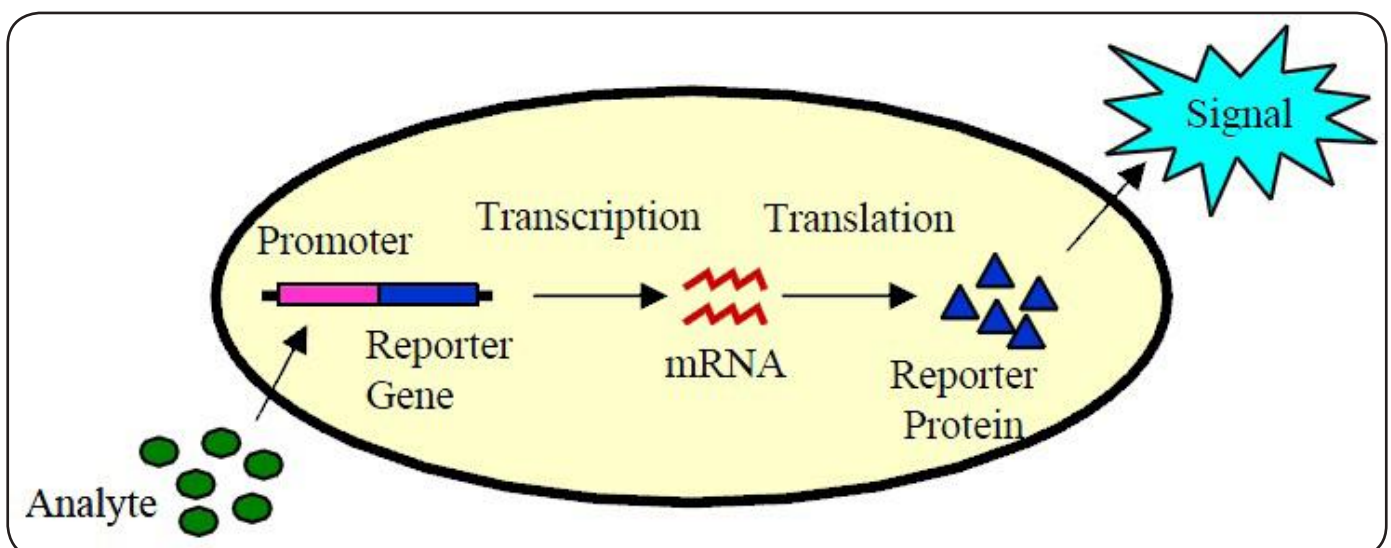 Signal
Transcription
Translation
Promoter
Reporter
Gene
mRNA
Reporter
Protein
Analyte